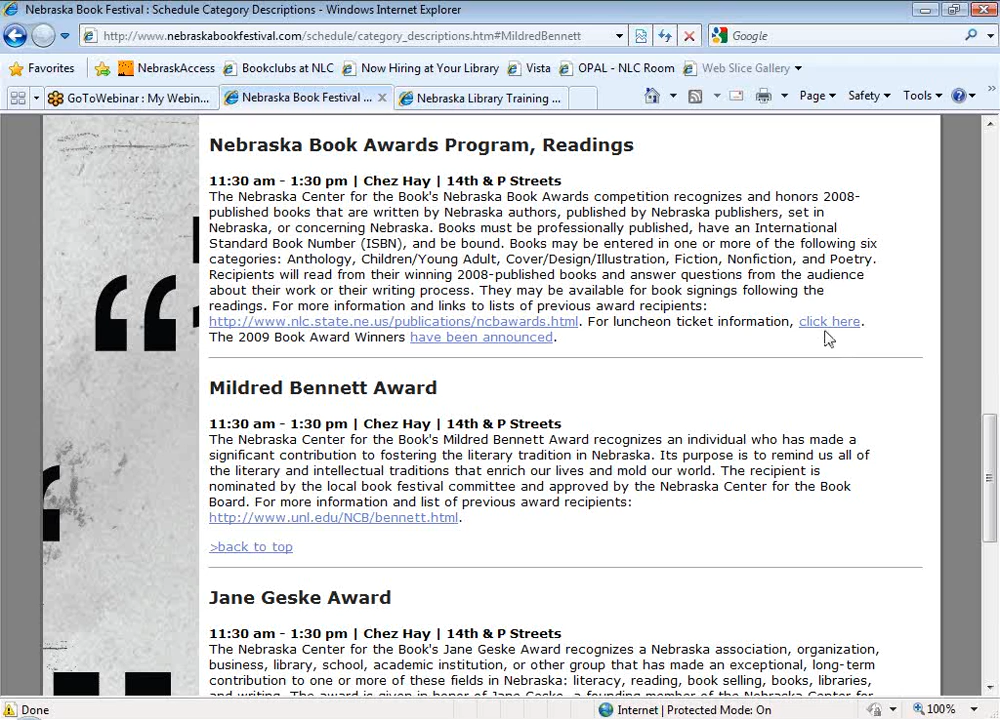 Nebraska Book Festival : Schedule Category Descriptions - Windows Internet Explorer
http://www.nebraskabookfestival.com/schedule/category_descriptions.htm#MildredBennett
Google
Favorites NebraskAccess Bookclubs at NLC Now Hiring at Your Library Vista OPAL - NLC Room Web Slice Gallery
GoToWebinar : My Webin... Nebraska Book Festival ... Nebraska Library Training ... Page Safety Tools
Nebraska Book Awards Program, Readings
11:30 am - 1:30 pm | Chez Hay | 14th & P Streets
The Nebraska Center for the Book's Nebraska Book Awards competition recognizes and honors 2008-
published books that are written by Nebraska authors, published by Nebraska publishers, set in
Nebraska, or concerning Nebraska. Books must be professionally published, have an International
Standard Book Number (ISBN), and be bound. Books may be entered in one or more of the following six
categories: Anthology, Children/Young Adult, Cover/Design/Illustration, Fiction, Nonfiction, and Poetry.
Recipients will read from their winning 2008-published books and answer questions from the audience
about their work or their writing process. They may be available for book signings following the
readings. For more information and links to lists of previous award recipients:
http://www.nlc.state.ne.us/publications/ncbawards.html. For luncheon ticket information, click here.
The 2009 Book Award Winners have been announced.
Mildred Bennett Award
11:30 am - 1:30 pm | Chez Hay | 14th & P Streets
The Nebraska Center for the Book's Mildred Bennett Award recognizes an individual who has made a
significant contribution to fostering the literary tradition in Nebraska. Its purpose is to remind us all of
the literary and intellectual traditions that enrich our lives and mold our world. The recipient is
nominated by the local book festival committee and approved by the Nebraska Center for the Book
Board. For more information and list of previous award recipients:
http://www.unl.edu/NCB/bennett.html.
>back to top
Jane Geske Award
11:30 am - 1:30 pm | Chez Hay | 14th & P Streets
The Nebraska Center for the Book's Jane Geske Award recognizes a Nebraska association, organization,
business, library, school, academic institution, or other group that has made an exceptional, long-term
contribution to one or more of these fields in Nebraska: literacy, reading, book selling, books, libraries,
and writing. The award is given in honor of Jane Geske, a founding member of the Nebraska Center for
Done Internet | Protected Mode: On 100%